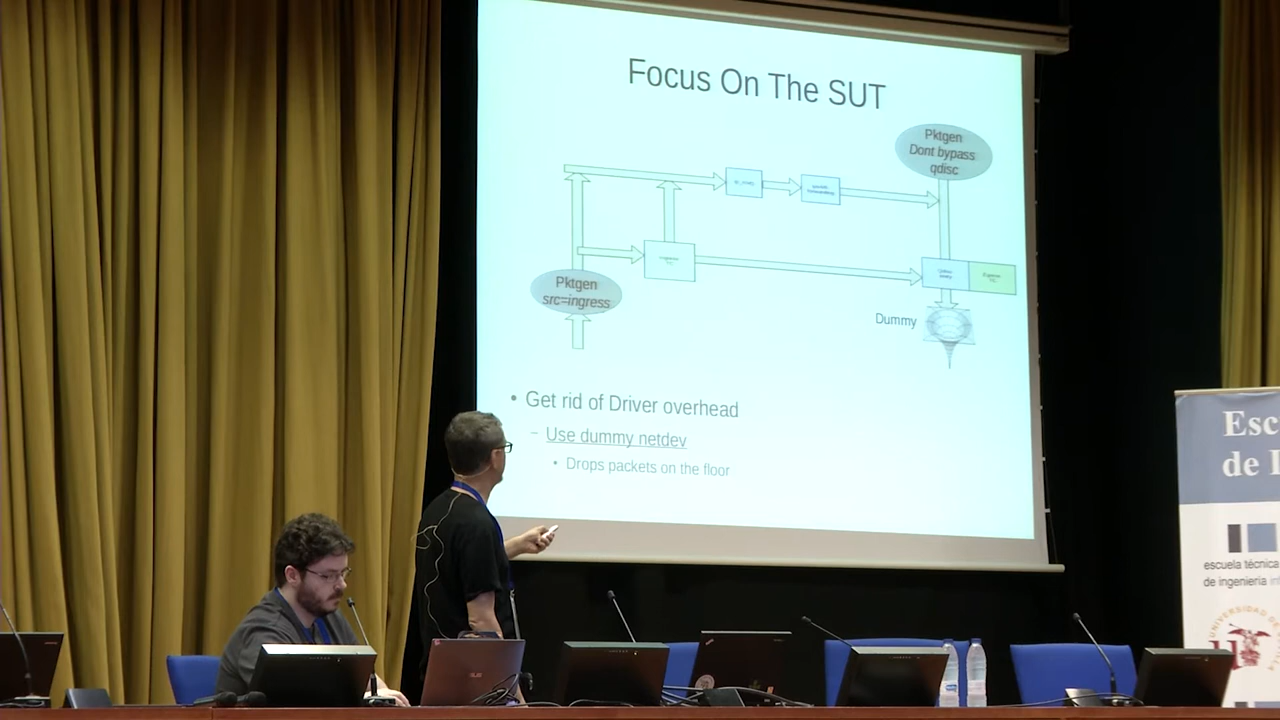 Focus On The SUT
Pktgen
Dont bypass
qdisc
Pktgen
src=ingress
Dummy
• Get rid of Driver overhead
– Use dummy netdev
• Drops packets on the floor
Esc
de I
escuela técnica
de ingeniería in